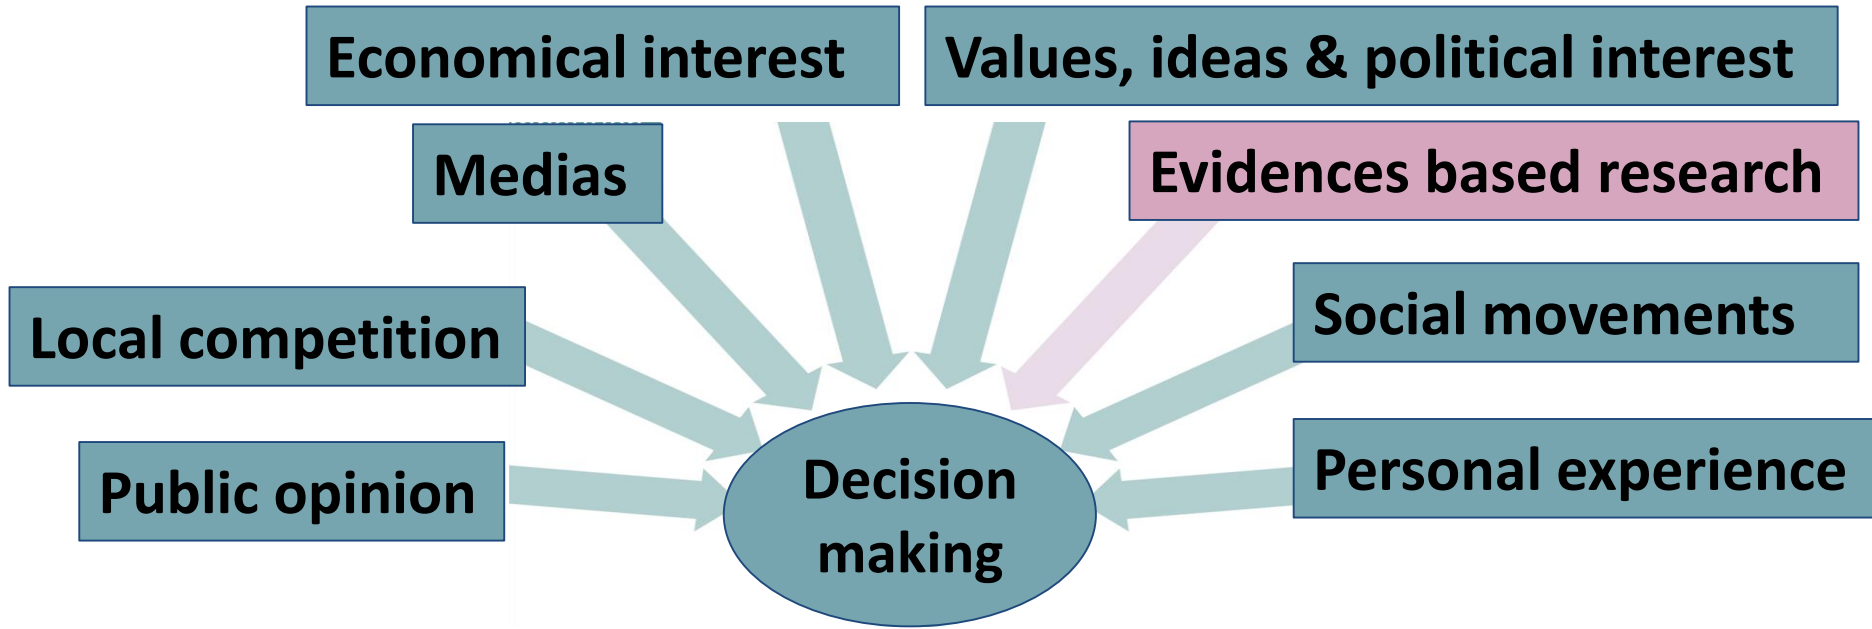 Economical interest
Values, ideas & political interest
Medias
Evidences based research
Local competition
Social movements
Public opinion
Personal experience
Decision
making